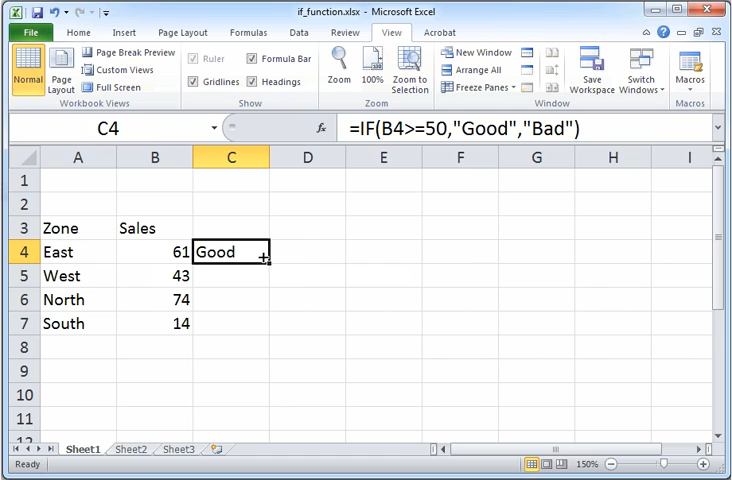 if_function.xlsx - Microsoft Excel
File Home Insert Page Layout Formulas Data Review View Acrobat
Normal
Page Layout
Page Break Preview
Custom Views
Full Screen
Workbook Views
Ruler
Formula Bar
Gridlines
Headings
Show
Zoom
100%
Zoom to Selection
Zoom
New Window
Arrange All
Freeze Panes
Save Workspace
Switch Windows
Window
Macros
Macros
C4 fx =IF(B4>=50,"Good","Bad")
A B C D E F G H I
1
2
3 Zone Sales
4 East 61 Good
5 West 43
6 North 74
7 South 14
8
9
10
11
12
Sheet1 Sheet2 Sheet3
Ready 150%